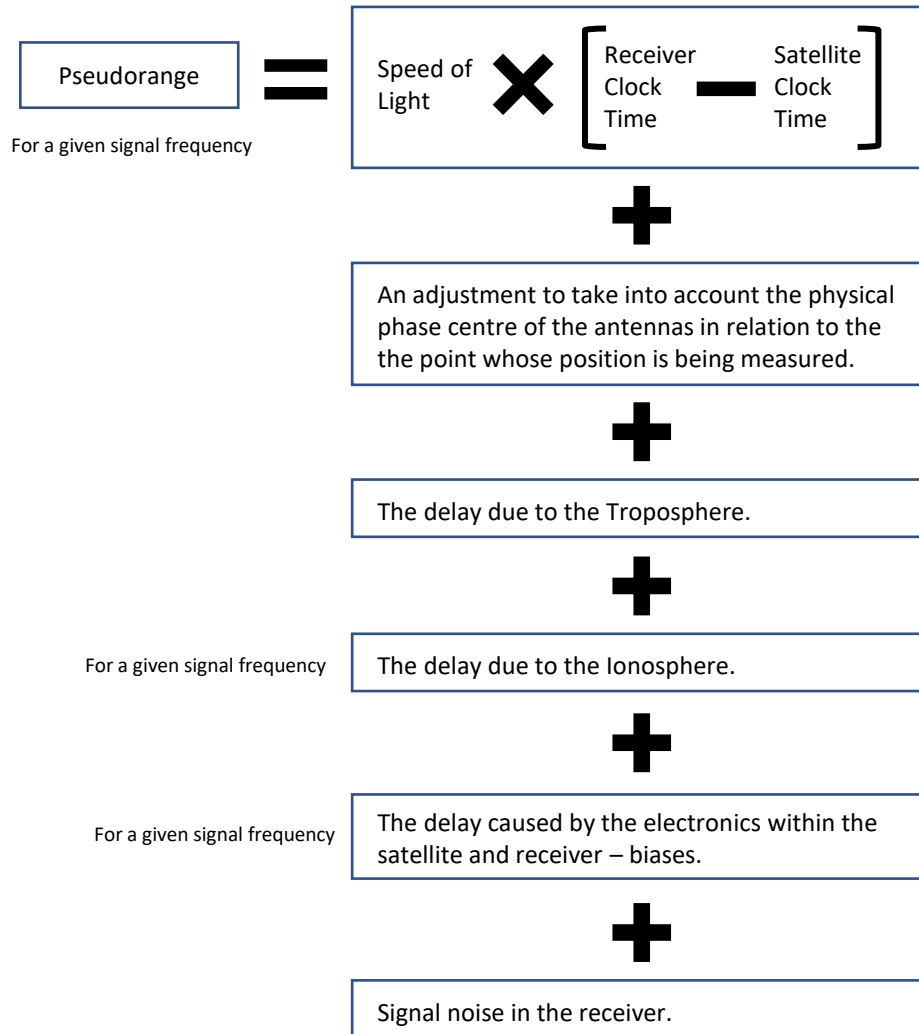 Pseudorange
For a given signal frequency
Speed of
Light
Receiver
Clock
Time
Satellite
Clock
Time
An adjustment to take into account the physical
phase centre of the antennas in relation to the
the point whose position is being measured.
The delay due to the Troposphere.
For a given signal frequency
The delay due to the Ionosphere.
For a given signal frequency
The delay caused by the electronics within the
satellite and receiver – biases.
Signal noise in the receiver.